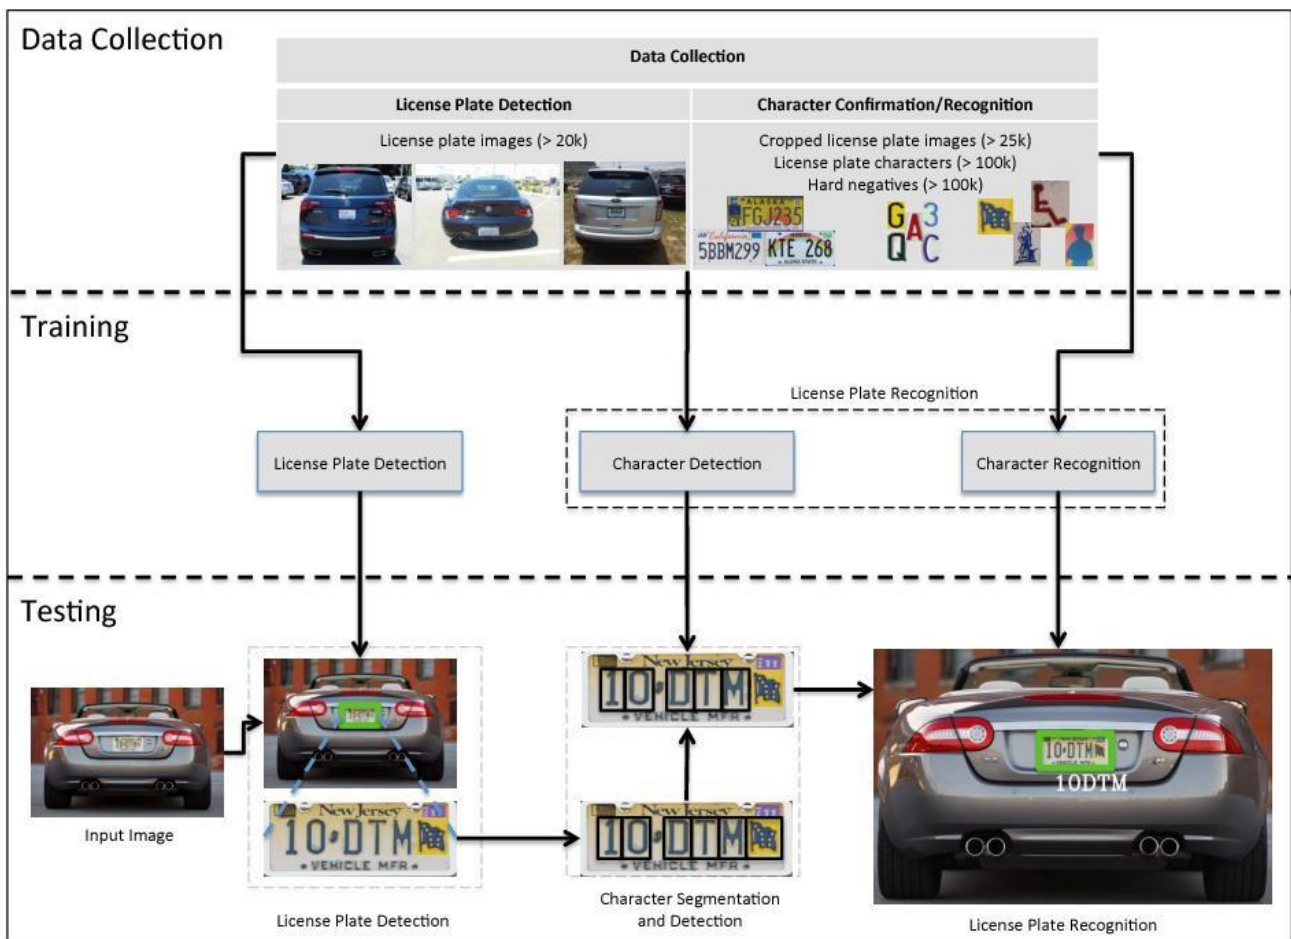 Data Collection
Data Collection
License Plate Detection
Character Confirmation/Recognition
License plate images (> 20k)
Cropped license plate images (> 25k)
License plate characters (> 100k)
Hard negatives (> 100k)
ALASKA
FGJ235
California
5BBM299
KTE 268
ALOHA STATE
G A 3
Q C
Training
License Plate Recognition
License Plate Detection
Character Detection
Character Recognition
Testing
New Jersey
10 DTM
VEHICLE MFR
10 DTM
10DTM
Input Image
New Jersey
10 DTM
VEHICLE MFR
New Jersey
10 DTM
VEHICLE MFR
License Plate Detection
Character Segmentation
and Detection
License Plate Recognition